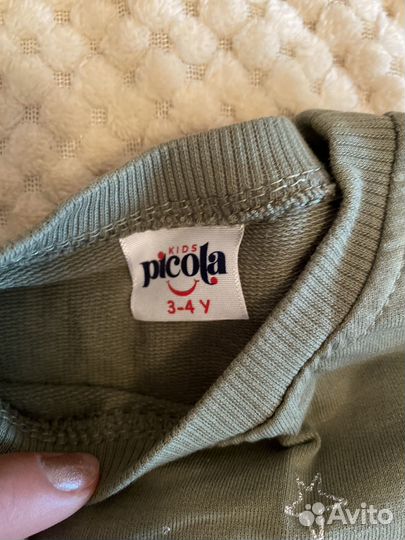 KIDS
picola
3-4 Y
Avito